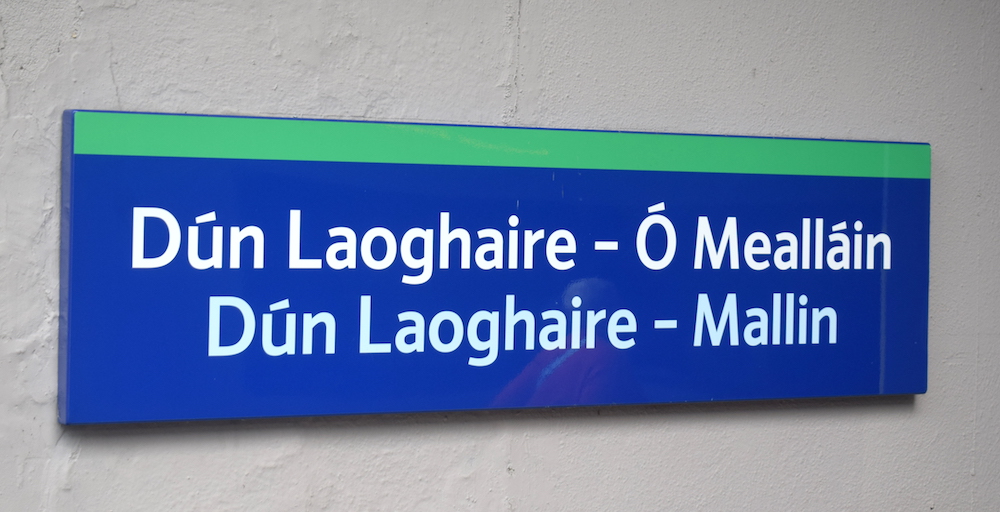 Dún Laoghaire – Ó Mealláin
Dún Laoghaire – Mallin